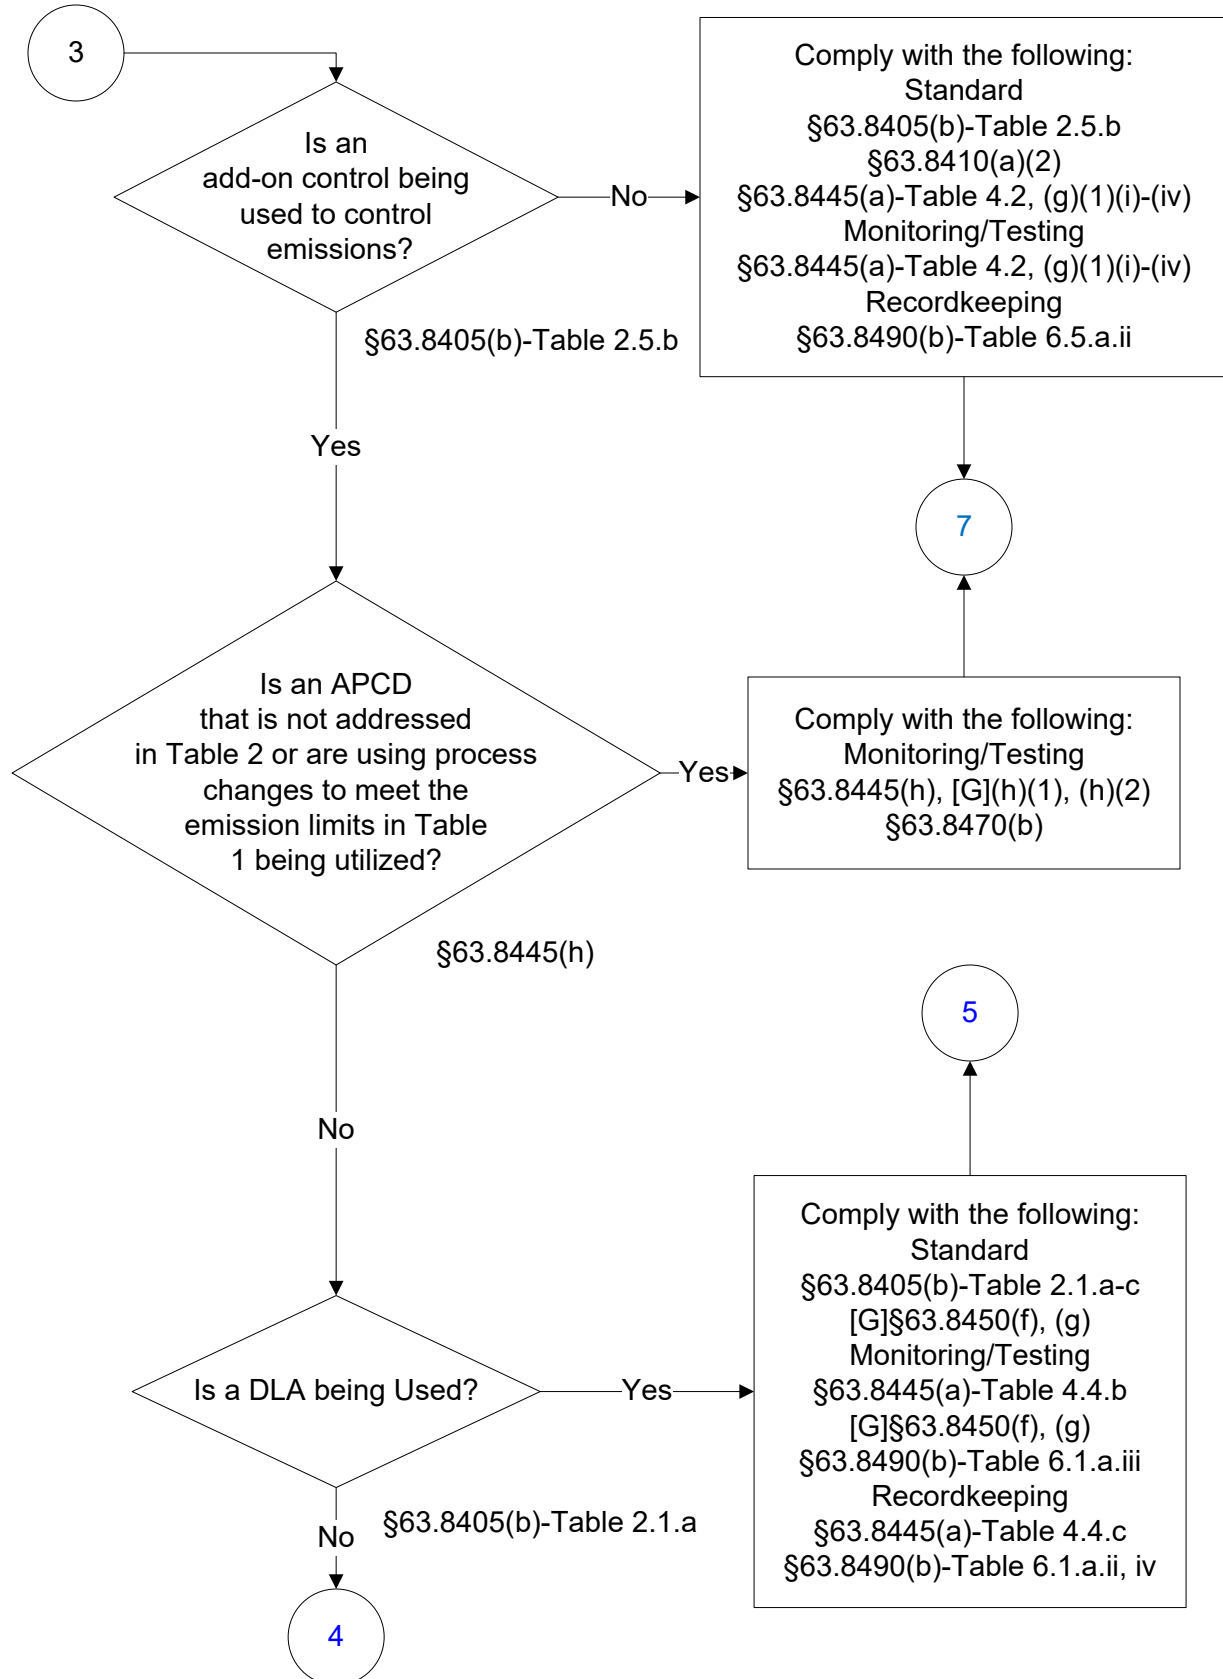 3
Is an
add-on control being
used to control
emissions?
No
Comply with the following:
Standard
§63.8405(b)-Table 2.5.b
§63.8410(a)(2)
§63.8445(a)-Table 4.2, (g)(1)(i)-(iv)
Monitoring/Testing
§63.8445(a)-Table 4.2, (g)(1)(i)-(iv)
Recordkeeping
§63.8490(b)-Table 6.5.a.ii
§63.8405(b)-Table 2.5.b
Yes
7
Is an APCD
that is not addressed
in Table 2 or are using process
changes to meet the
emission limits in Table
1 being utilized?
Yes
Comply with the following:
Monitoring/Testing
§63.8445(h), [G](h)(1), (h)(2)
§63.8470(b)
§63.8445(h)
5
No
Is a DLA being Used?
Yes
Comply with the following:
Standard
§63.8405(b)-Table 2.1.a-c
[G]§63.8450(f), (g)
Monitoring/Testing
§63.8445(a)-Table 4.4.b
[G]§63.8450(f), (g)
§63.8490(b)-Table 6.1.a.iii
Recordkeeping
§63.8445(a)-Table 4.4.c
§63.8490(b)-Table 6.1.a.ii, iv
§63.8405(b)-Table 2.1.a
No
4